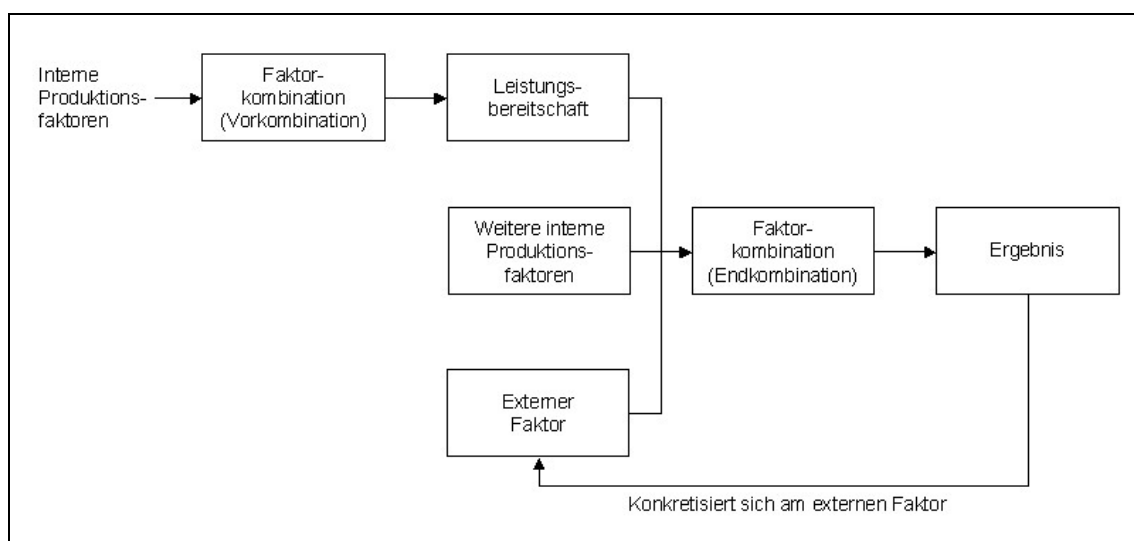 Interne
Produktions-
faktoren
Faktor-
kombination
(Vorkombination)
Leistungs-
bereitschaft
Weitere interne
Produktions-
faktoren
Faktor-
kombination
(Endkombination)
Ergebnis
Externer
Faktor
Konkretisiert sich am externen Faktor